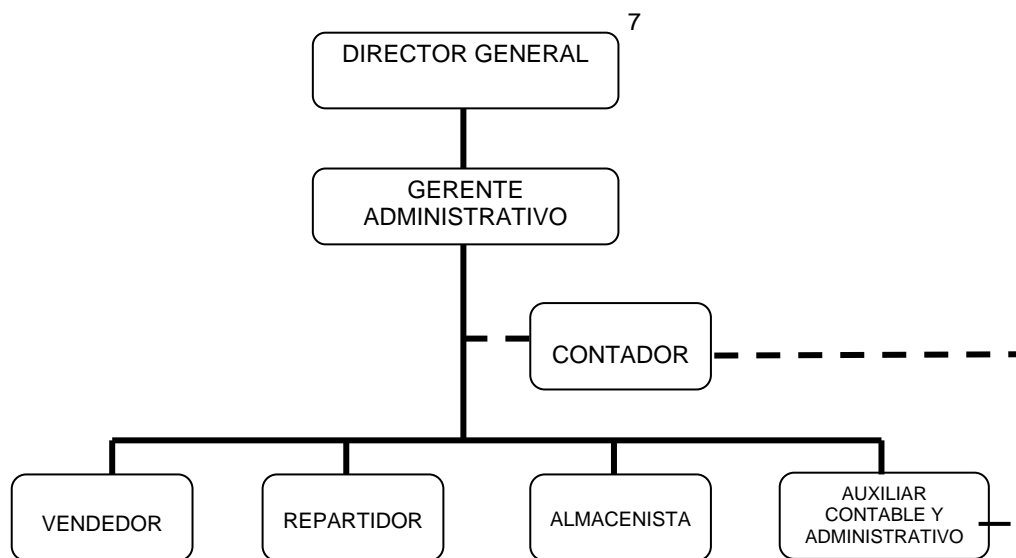 7
DIRECTOR GENERAL
GERENTE
ADMINISTRATIVO
CONTADOR
VENDEDOR
REPARTIDOR
ALMACENISTA
AUXILIAR
CONTABLE Y
ADMINISTRATIVO